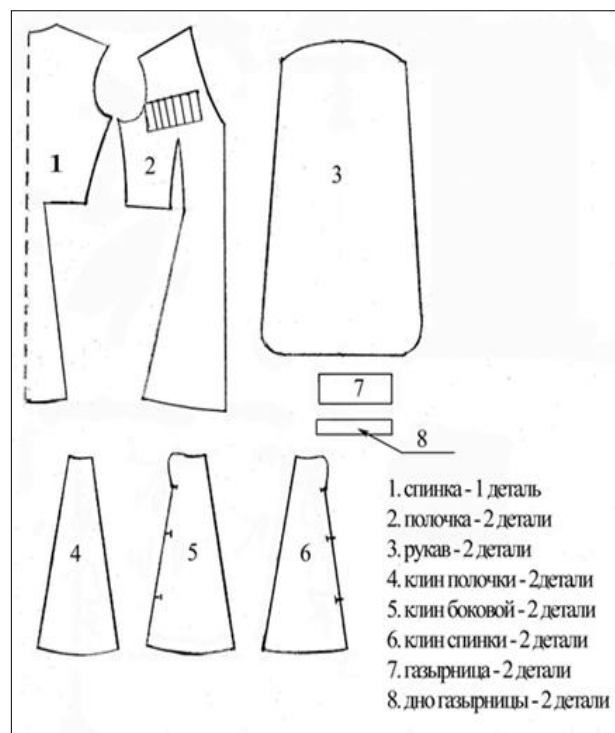 1
2
3
7
8
4
5
6
1. спинка - 1 деталь
2. полочка - 2 детали
3. рукав - 2 детали
4. клин полочки - 2детали
5. клин боковой - 2 детали
6. клин спинки - 2 детали
7. газырница - 2 детали
8. дно газырницы - 2 детали